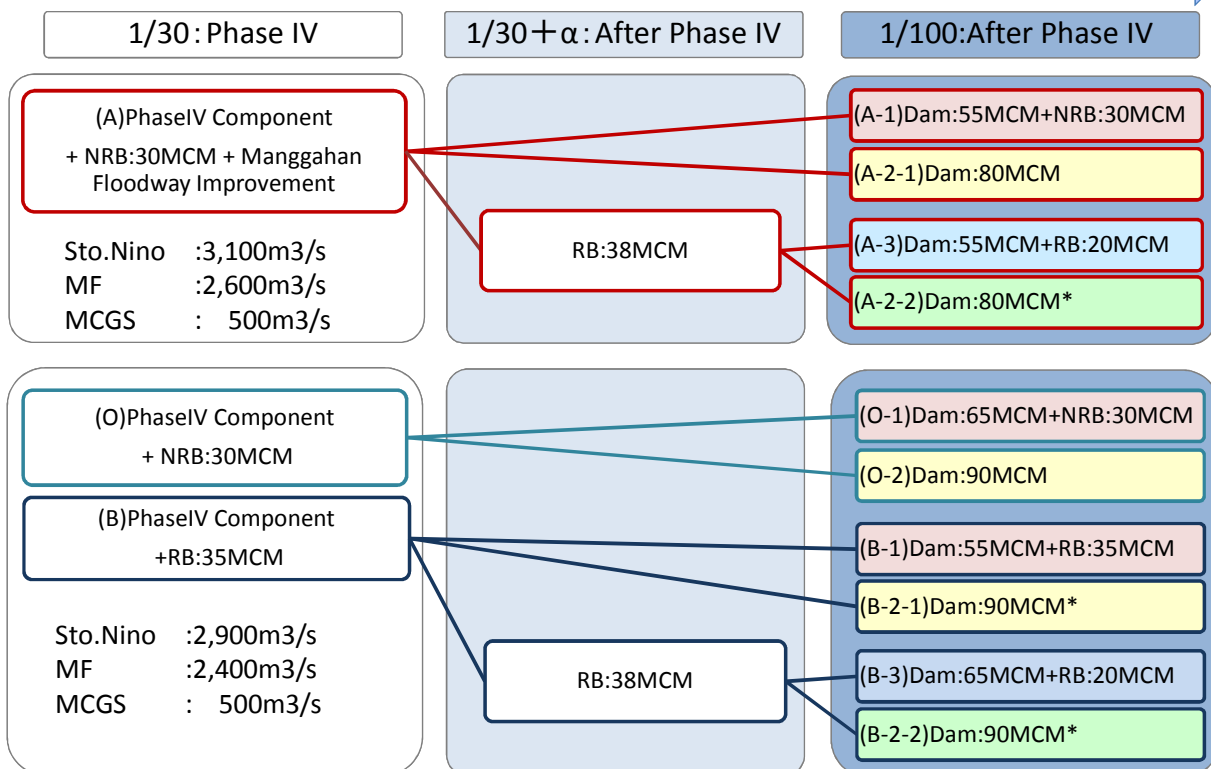 1/30：Phase IV
1/30＋α：After Phase IV
1/100:After Phase IV
(A)PhaseIV Component
+ NRB:30MCM + Manggahan
Floodway Improvement
Sto.Nino :3,100m3/s
MF :2,600m3/s
MCGS : 500m3/s
RB:38MCM
(A-1)Dam:55MCM+NRB:30MCM
(A-2-1)Dam:80MCM
(A-3)Dam:55MCM+RB:20MCM
(A-2-2)Dam:80MCM*
(O)PhaseIV Component
+ NRB:30MCM
(B)PhaseIV Component
+RB:35MCM
Sto.Nino :2,900m3/s
MF :2,400m3/s
MCGS : 500m3/s
RB:38MCM
(O-1)Dam:65MCM+NRB:30MCM
(O-2)Dam:90MCM
(B-1)Dam:55MCM+RB:35MCM
(B-2-1)Dam:90MCM*
(B-3)Dam:65MCM+RB:20MCM
(B-2-2)Dam:90MCM*